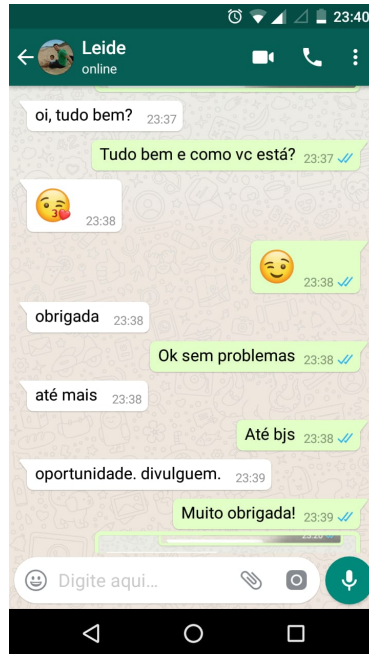 23:40
Leide
online
oi, tudo bem? 23:37
Tudo bem e como vc está? 23:37
😘 23:38
😉 23:38
obrigada 23:38
Ok sem problemas 23:38
até mais 23:38
Até bjs 23:38
oportunidade. divulguem. 23:39
Muito obrigada! 23:39
Digite aqui...